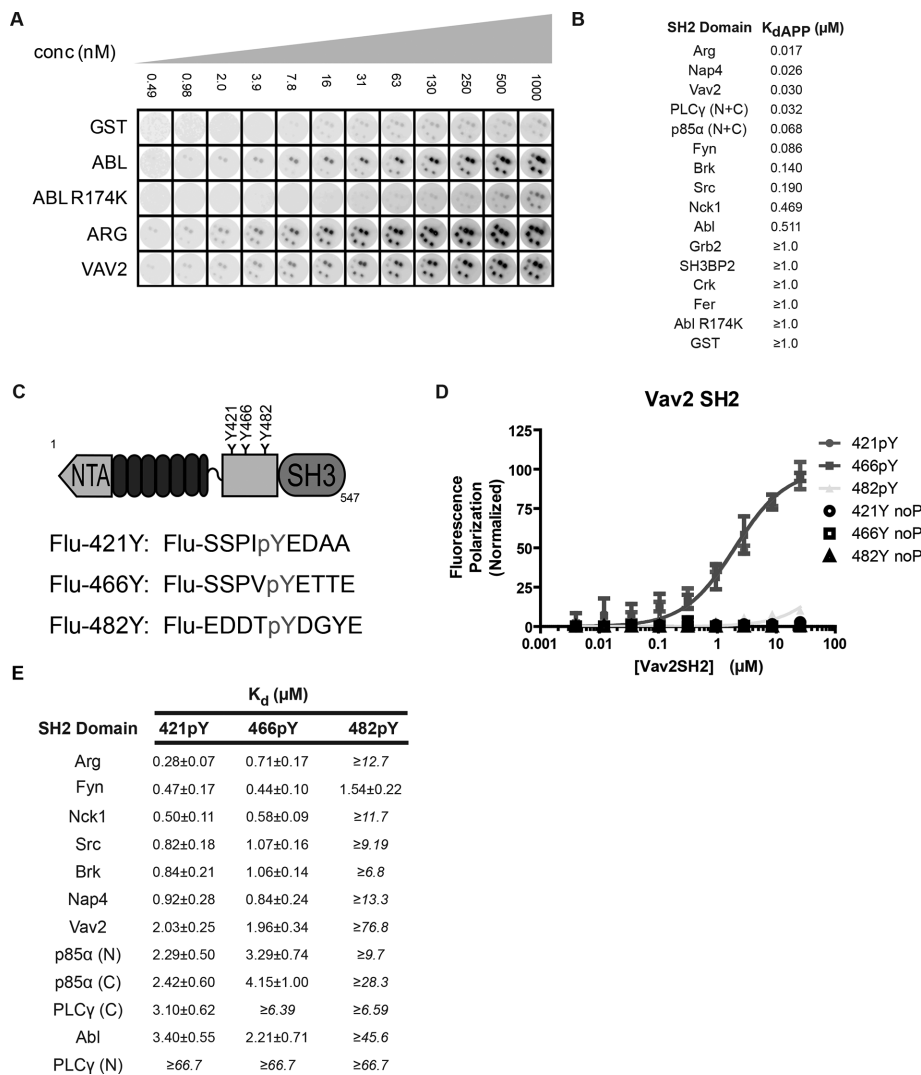 A
conc (nM)
0.49 0.98 2.0 3.9 7.8 16 31 63 130 250 500 1000
GST
ABL
ABL R174K
ARG
VAV2
B
SH2 Domain KdAPP (µM)
Arg 0.017
Nap4 0.026
Vav2 0.030
PLCγ (N+C) 0.032
p85α (N+C) 0.068
Fyn 0.086
Brk 0.140
Src 0.190
Nck1 0.469
Abl 0.511
Grb2 ≥1.0
SH3BP2 ≥1.0
Crk ≥1.0
Fer ≥1.0
Abl R174K ≥1.0
GST ≥1.0
C
Y421 Y466 Y482
1
NTA SH3
547
Flu-421Y: Flu-SSPIpYEDAA
Flu-466Y: Flu-SSPVpYETTE
Flu-482Y: Flu-EDDTpYDGYE
D
Vav2 SH2
Fluorescence
Polarization
(Normalized)
125
100
75
50
25
0
0.001 0.01 0.1 1 10 100
[Vav2SH2] (µM)
421pY
466pY
482pY
421Y noP
466Y noP
482Y noP
E
Kd (µM)
SH2 Domain 421pY 466pY 482pY
Arg 0.28±0.07 0.71±0.17 ≥12.7
Fyn 0.47±0.17 0.44±0.10 1.54±0.22
Nck1 0.50±0.11 0.58±0.09 ≥11.7
Src 0.82±0.18 1.07±0.16 ≥9.19
Brk 0.84±0.21 1.06±0.14 ≥6.8
Nap4 0.92±0.28 0.84±0.24 ≥13.3
Vav2 2.03±0.25 1.96±0.34 ≥76.8
p85α (N) 2.29±0.50 3.29±0.74 ≥9.7
p85α (C) 2.42±0.60 4.15±1.00 ≥28.3
PLCγ (C) 3.10±0.62 ≥6.39 ≥6.59
Abl 3.40±0.55 2.21±0.71 ≥45.6
PLCγ (N) ≥66.7 ≥66.7 ≥66.7